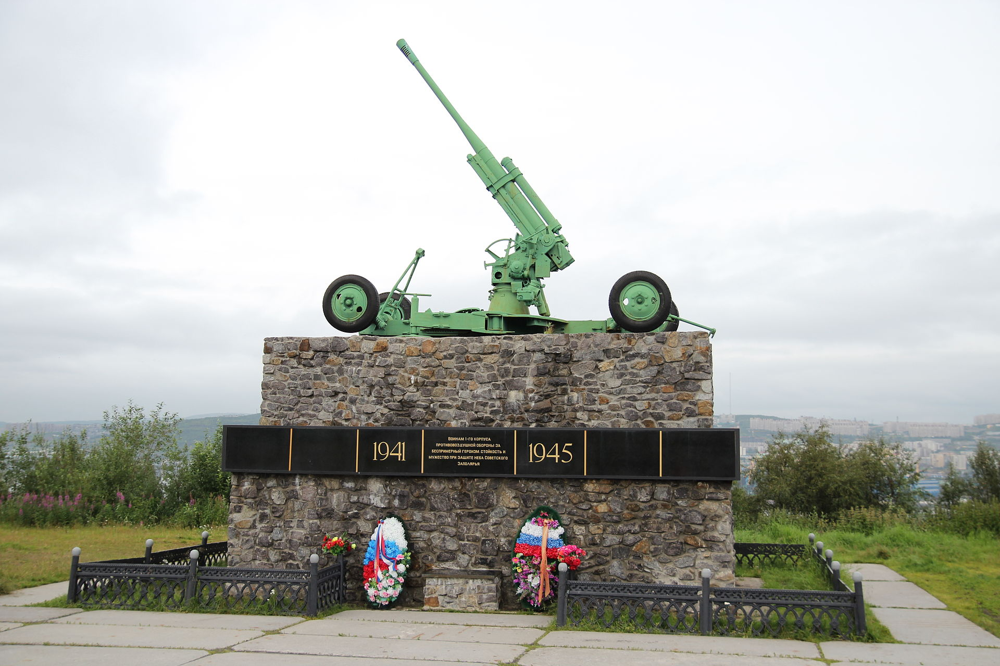 1941
Воинам 1-го корпуса
противовоздушной обороны за
беспримерный героизм, стойкость и
мужество при защите неба Советского
Заполярья
1945